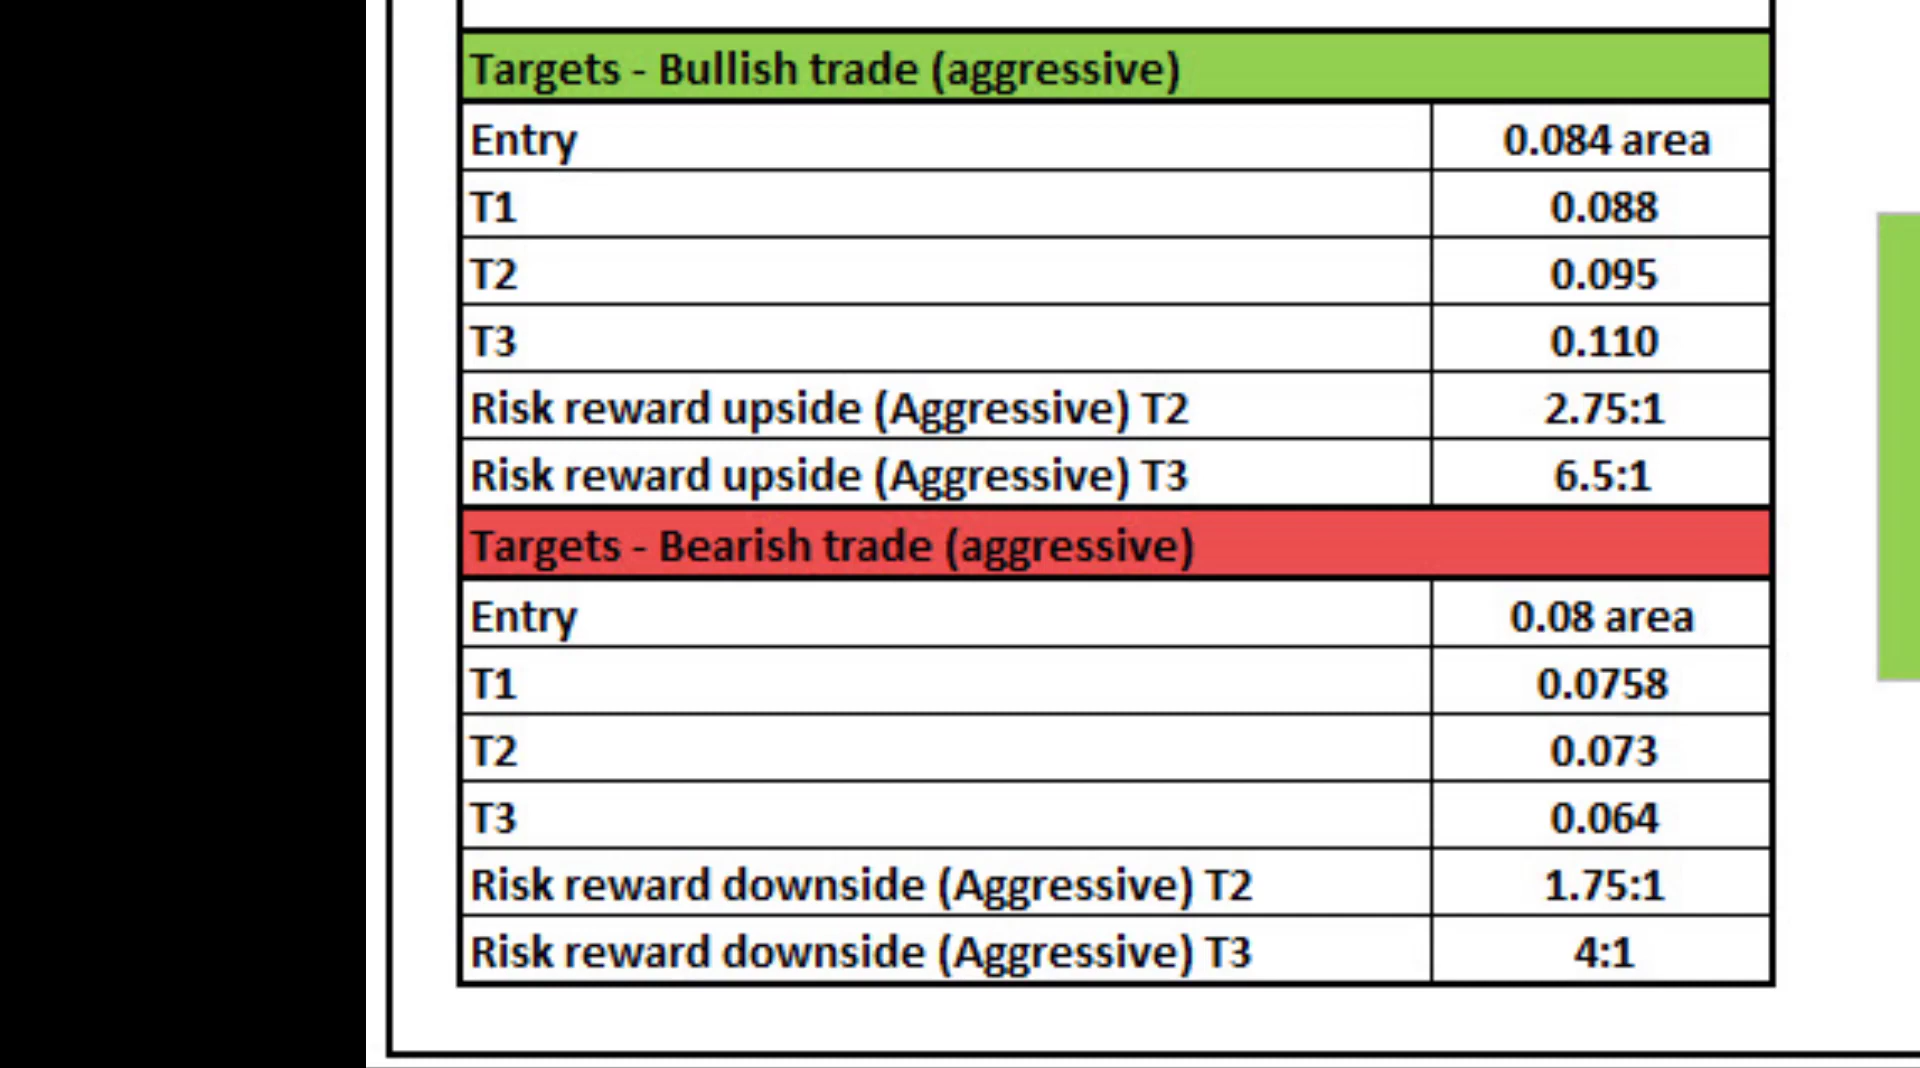 Targets - Bullish trade (aggressive)
Entry 0.084 area
T1 0.088
T2 0.095
T3 0.110
Risk reward upside (Aggressive) T2 2.75:1
Risk reward upside (Aggressive) T3 6.5:1
Targets - Bearish trade (aggressive)
Entry 0.08 area
T1 0.0758
T2 0.073
T3 0.064
Risk reward downside (Aggressive) T2 1.75:1
Risk reward downside (Aggressive) T3 4:1